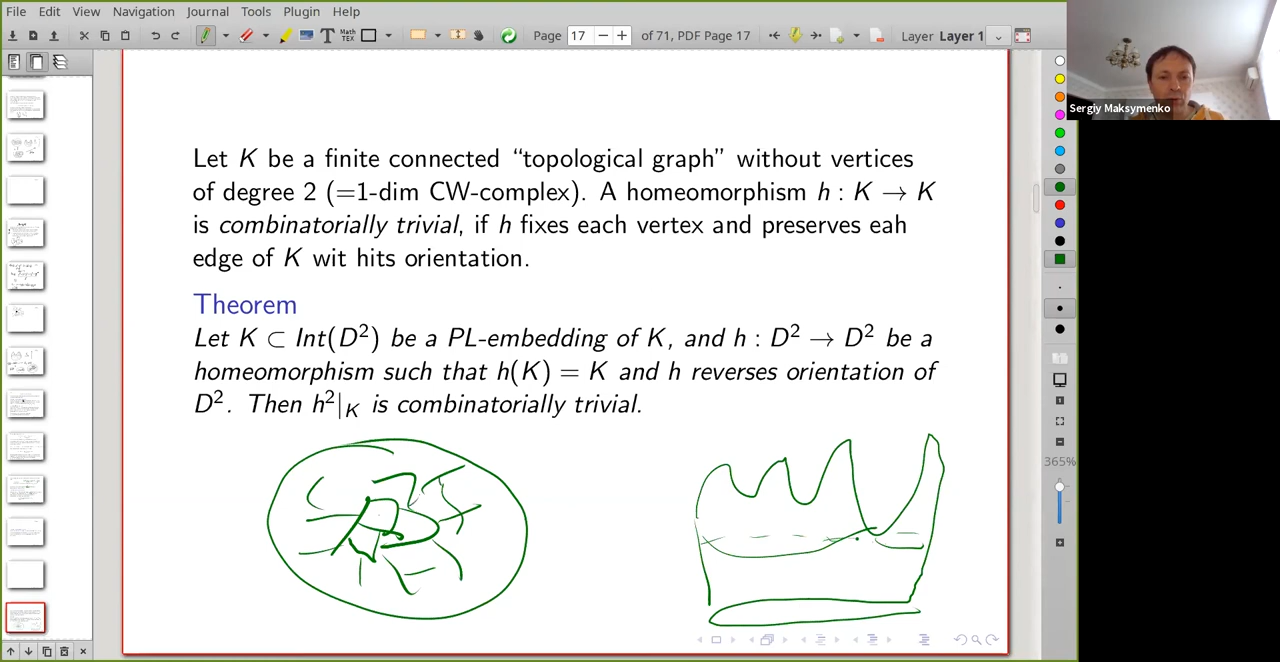 File Edit View Navigation Journal Tools Plugin Help
Page 17 of 71, PDF Page 17
Layer Layer 1
Sergiy Maksymenko
Let K be a finite connected “topological graph” without vertices
of degree 2 (=1-dim CW-complex). A homeomorphism h : K → K
is combinatorially trivial, if h fixes each vertex and preserves eah
edge of K wit hits orientation.
Theorem
Let K ⊂ Int(D²) be a PL-embedding of K, and h : D² → D² be a
homeomorphism such that h(K) = K and h reverses orientation of
D². Then h²|_K is combinatorially trivial.
365%